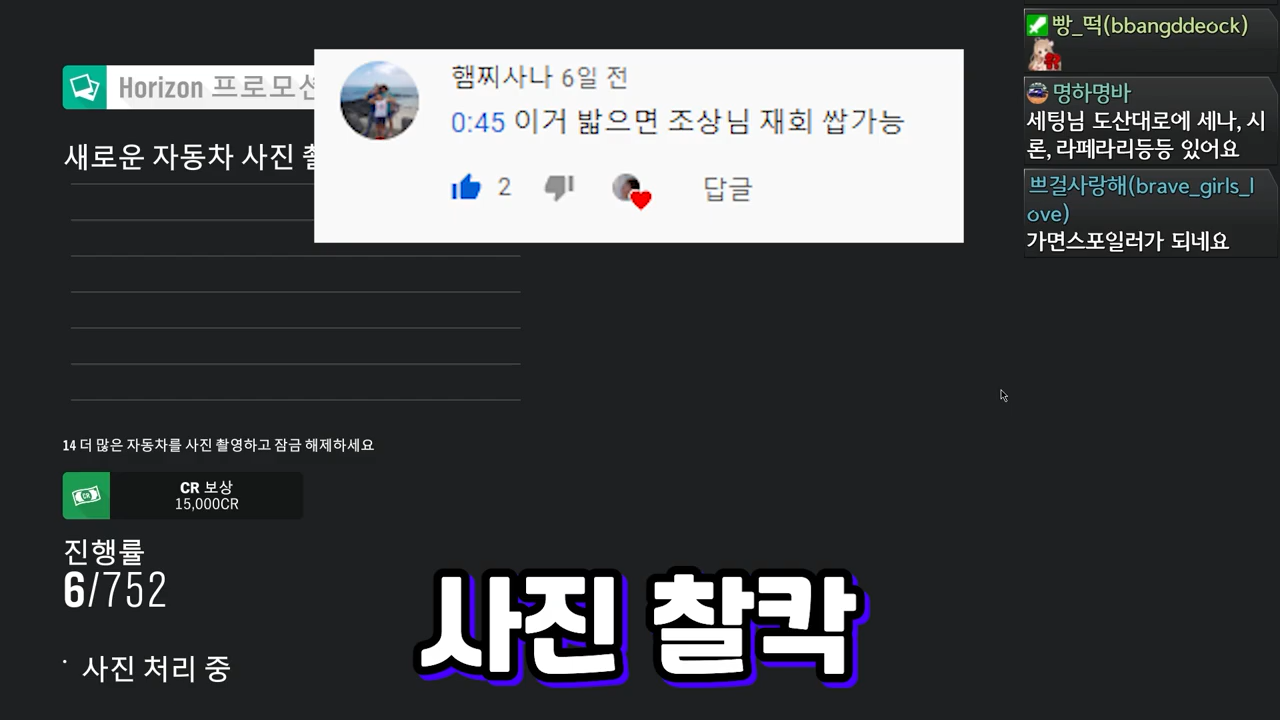 Horizon 프로모션
새로운 자동차 사진
햄찌사나 6일 전
0:45 이거 밟으면 조상님 재회 쌉가능
2
답글
14 더 많은 자동차를 사진 촬영하고 잠금 해제하세요
CR
CR 보상
15,000CR
진행률
6/752
사진 처리 중
사진 찰칵
빵_떡(bbangddeock)
명하명바
세팅님 도산대로에 세나, 시
론, 라페라리등등 있어요
쁘걸사랑해(brave_girls_l
ove)
가면스포일러가 되네요